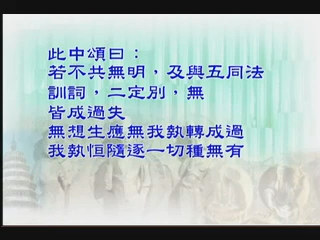 此中頌曰：
若不共無明，及與五同法
訓詞，二定別，無
皆成過失
無想生應無我執轉成過
我執恒隨逐一切種無有